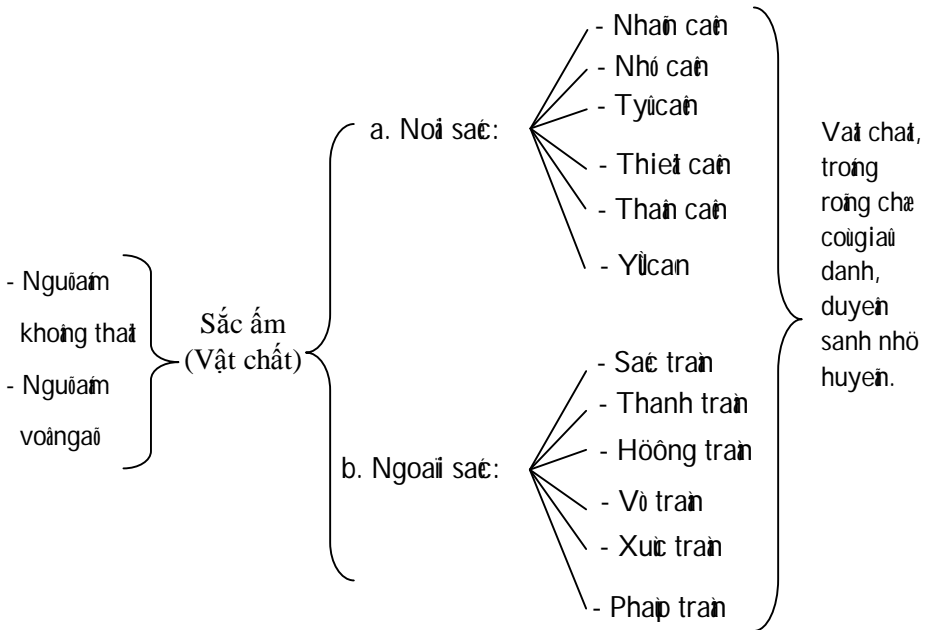 - Nguõ aám
khoâng thaät
- Nguõ aám
voâ ngaõ
Sắc ấm
(Vật chất)
a. Noäi saéc:
- Nhaõn caên
- Nhó caên
- Tyû caên
- Thieät caên
- Thaân caên
- YÙ caên
b. Ngoaïi saéc:
- Saéc traàn
- Thanh traàn
- Höông traàn
- Vò traàn
- Xuùc traàn
- Phaùp traàn
Vaät chaát,
troáng
roãng chæ
coù giaû
danh,
duyeân
sanh nhö
huyeãn.